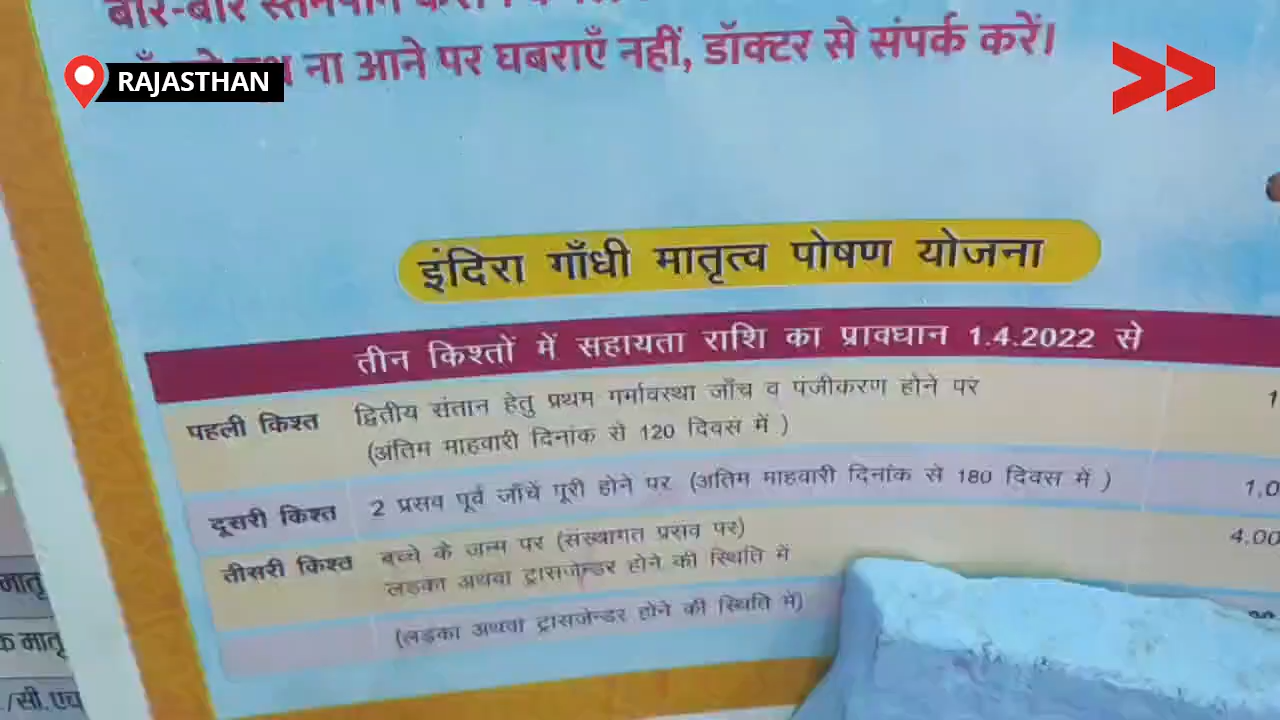 बार-बार स्तनपान
ना आने पर घबराएँ नहीं, डॉक्टर से संपर्क करें।
RAJASTHAN
इंदिरा गाँधी मातृत्व पोषण योजना
तीन किश्तों में सहायता राशि का प्रावधान 1.4.2022 से
पहली किश्त द्वितीय संतान हेतु प्रथम गर्भावस्था जाँच व पंजीकरण होने पर
(अंतिम माहवारी दिनांक से 120 दिवस में )
दूसरी किश्त 2 प्रसव पूर्व जाँचें पूरी होने पर (अंतिम माहवारी दिनांक से 180 दिवस में )
तीसरी किश्त बच्चे के जन्म पर (संस्थागत प्रसव पर)
लड़का अथवा ट्रासजेन्डर होने की स्थिति में
(लड़का अथवा ट्रासजेन्डर होने की स्थिति में)